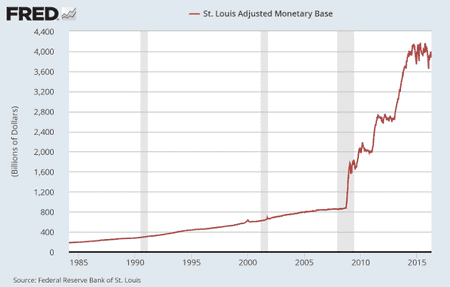 FRED
St. Louis Adjusted Monetary Base
4,400
4,000
3,600
3,200
2,800
2,400
2,000
1,600
1,200
800
400
0
(Billions of Dollars)
1985 1990 1995 2000 2005 2010 2015
Source: Federal Reserve Bank of St. Louis